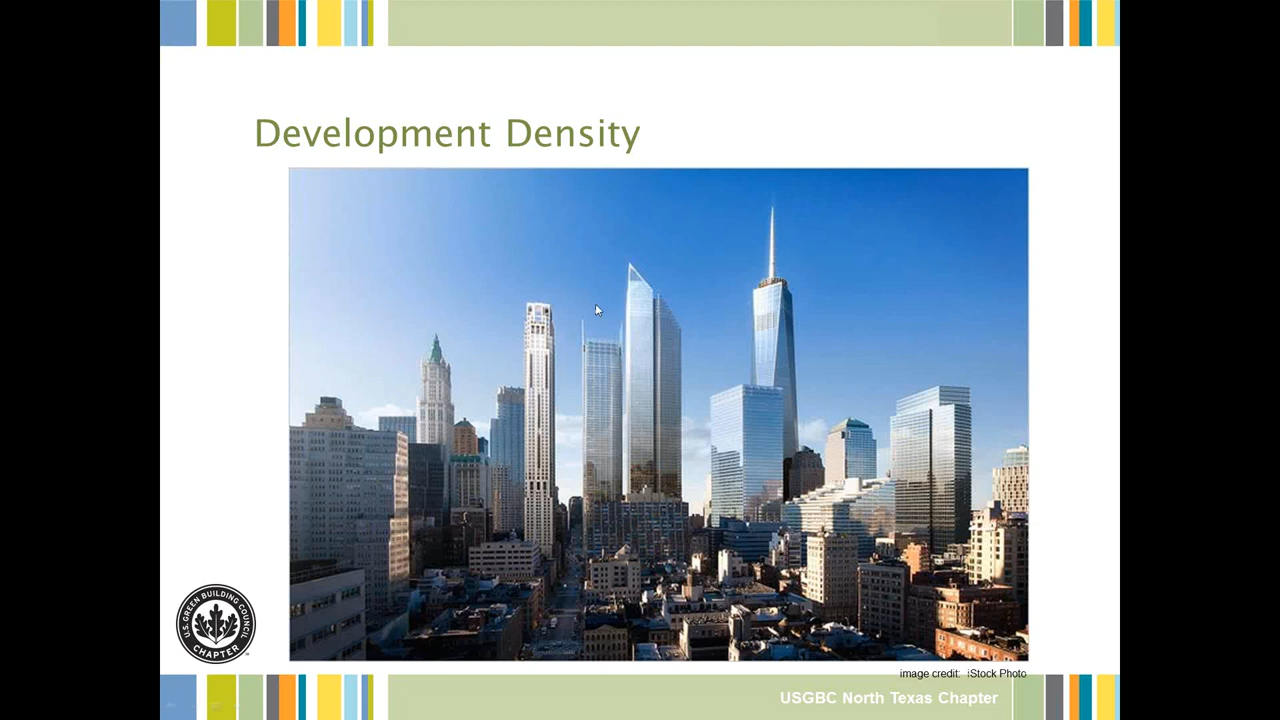 Development Density
U.S. GREEN BUILDING COUNCIL
CHAPTER
image credit: iStock Photo
USGBC North Texas Chapter